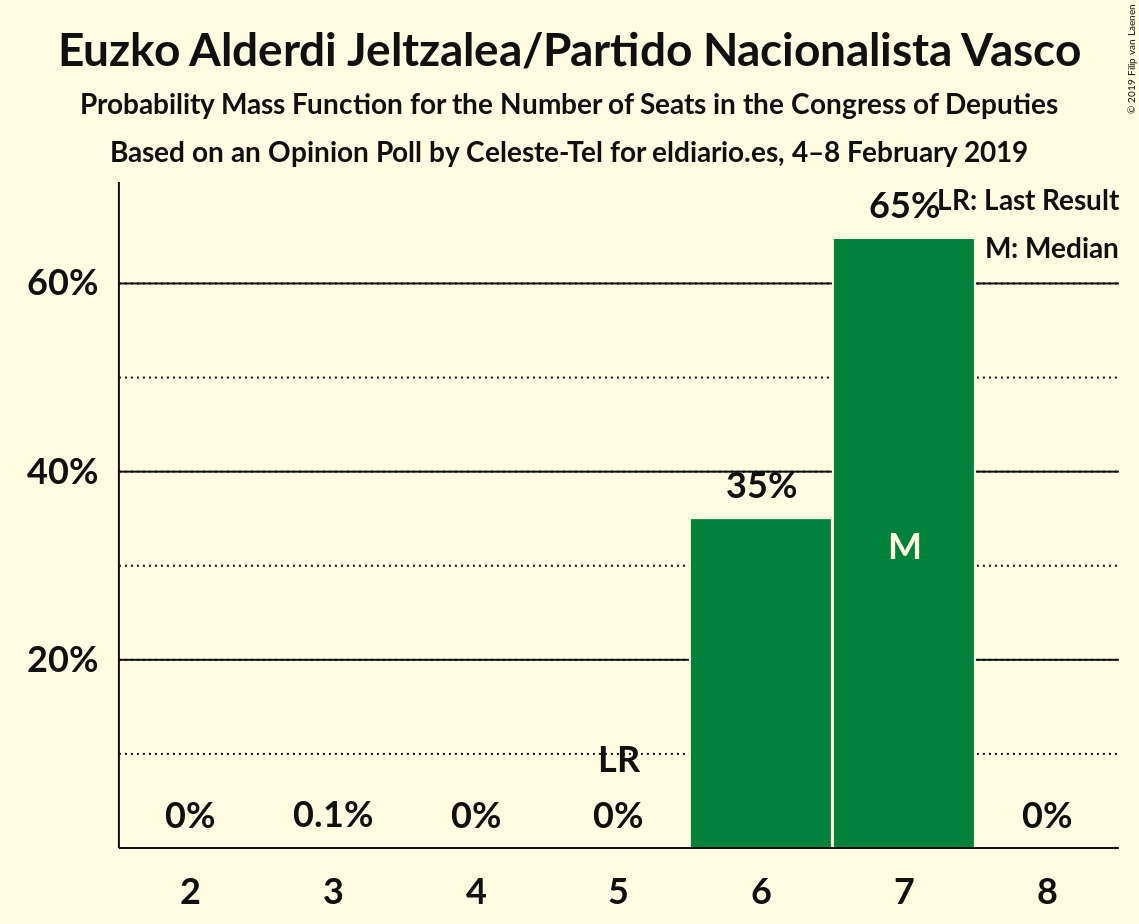 Euzko Alderdi Jeltzalea/Partido Nacionalista Vasco
Probability Mass Function for the Number of Seats in the Congress of Deputies
Based on an Opinion Poll by Celeste-Tel for eldiario.es, 4–8 February 2019
© 2019 Filip van Laenen
LR: Last Result
M: Median
65%
60%
40%
35%
M
20%
LR
0% 0.1% 0% 0% 0%
2 3 4 5 6 7 8